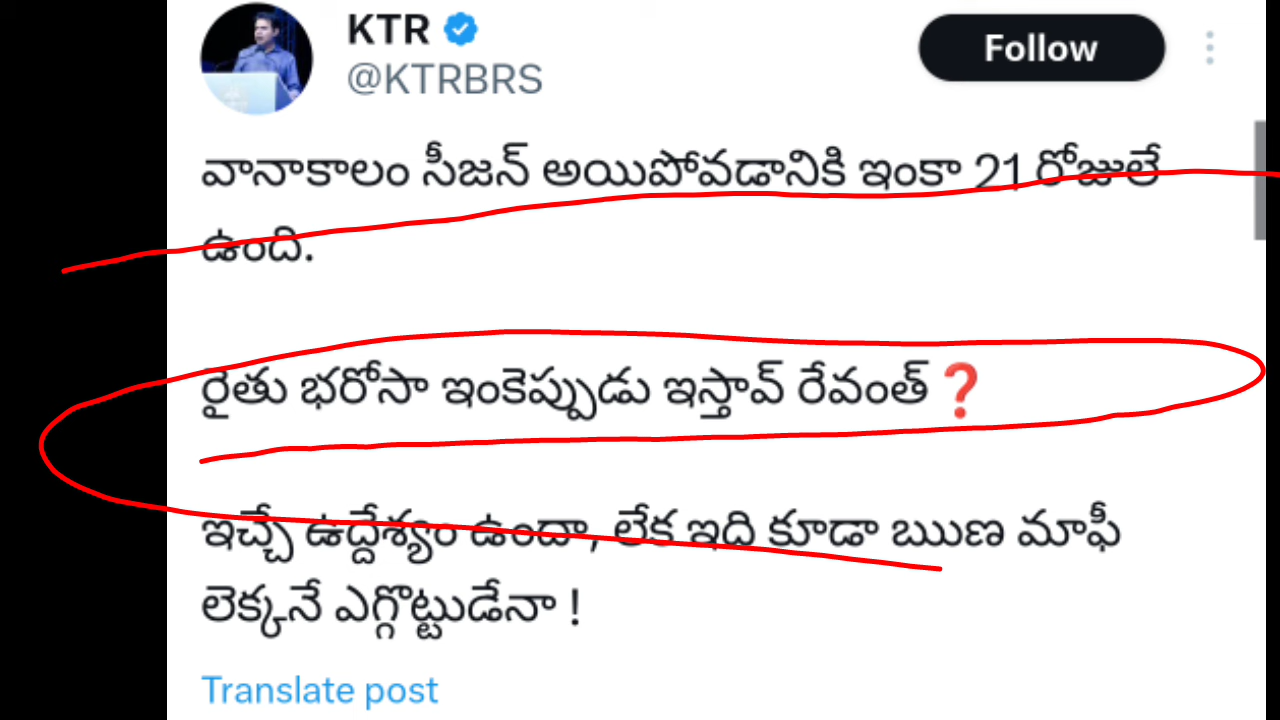 KTR
@KTRBRS
Follow
వానాకాలం సీజన్ అయిపోవడానికి ఇంకా 21 రోజులే
ఉంది.
రైతు భరోసా ఇంకెప్పుడు ఇస్తావ్ రేవంత్❓
ఇచ్చే ఉద్దేశ్యం ఉందా, లేక ఇది కూడా ఋణ మాఫీ
లెక్కనే ఎగ్గొట్టుడేనా !
Translate post